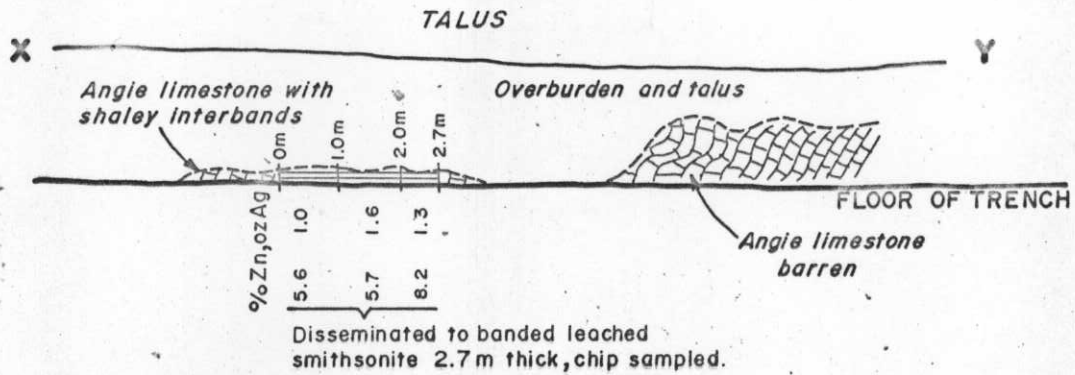 TALUS
X
Y
Angie limestone with
shaley interbands
Overburden and talus
0m
1.0m
2.0m
2.7m
FLOOR OF TRENCH
%Zn,ozAg
1.0
1.6
1.3
5.6
5.7
8.2
Angie limestone
barren
Disseminated to banded leached
smithsonite 2.7m thick, chip sampled.